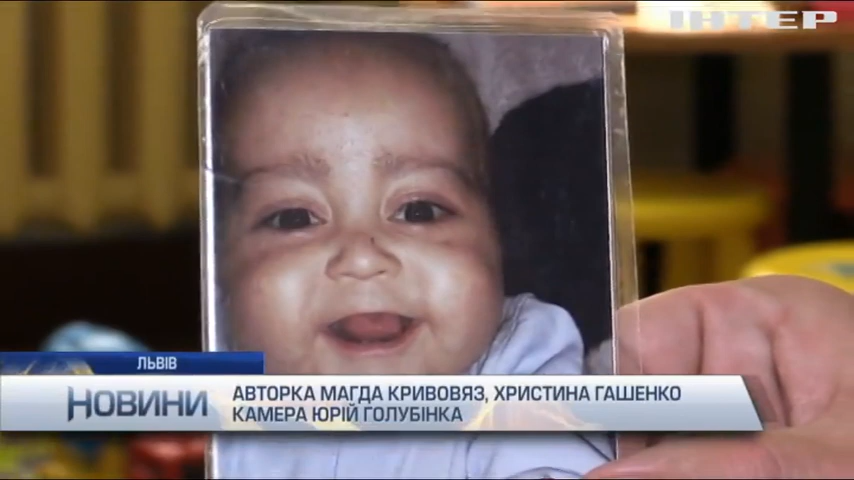 ІНТЕР
ЛЬВІВ
НОВИНИ
АВТОРКА МАГДА КРИВОВЯЗ, ХРИСТИНА ГАШЕНКО
КАМЕРА ЮРІЙ ГОЛУБІНКА